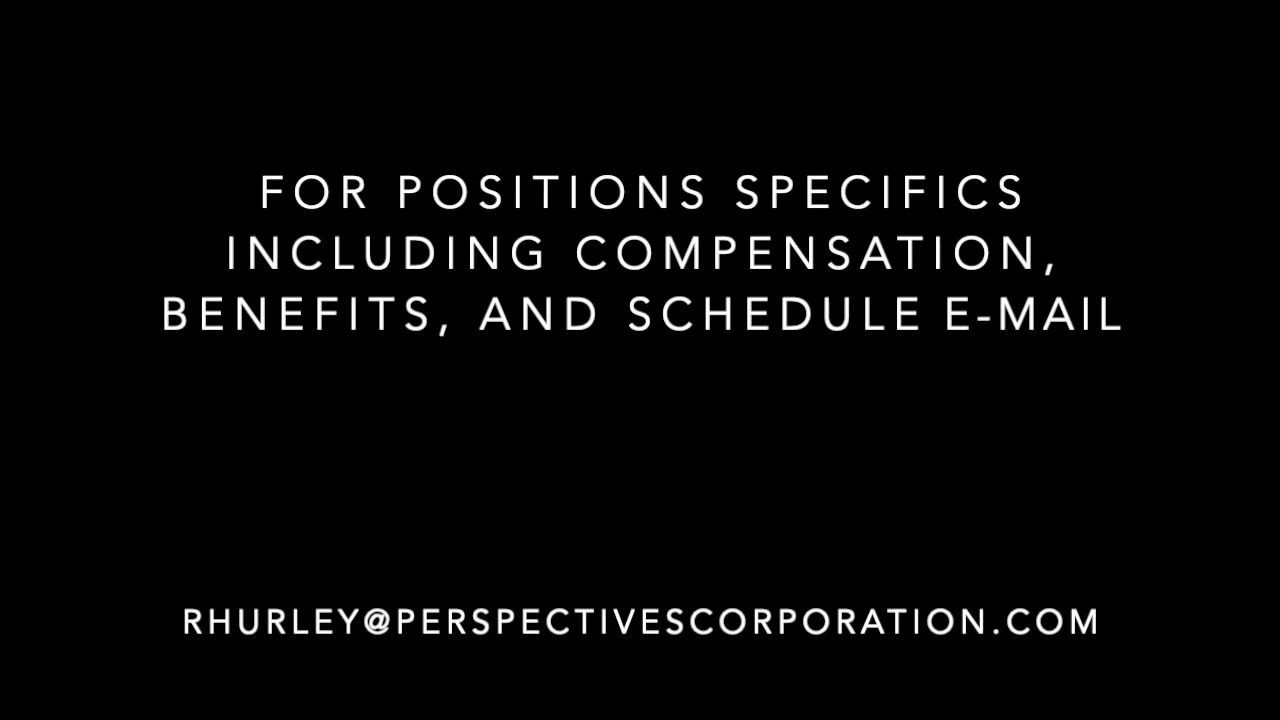 FOR POSITIONS SPECIFICS
INCLUDING COMPENSATION,
BENEFITS, AND SCHEDULE E-MAIL
RHURLEY@PERSPECTIVESCORPORATION.COM